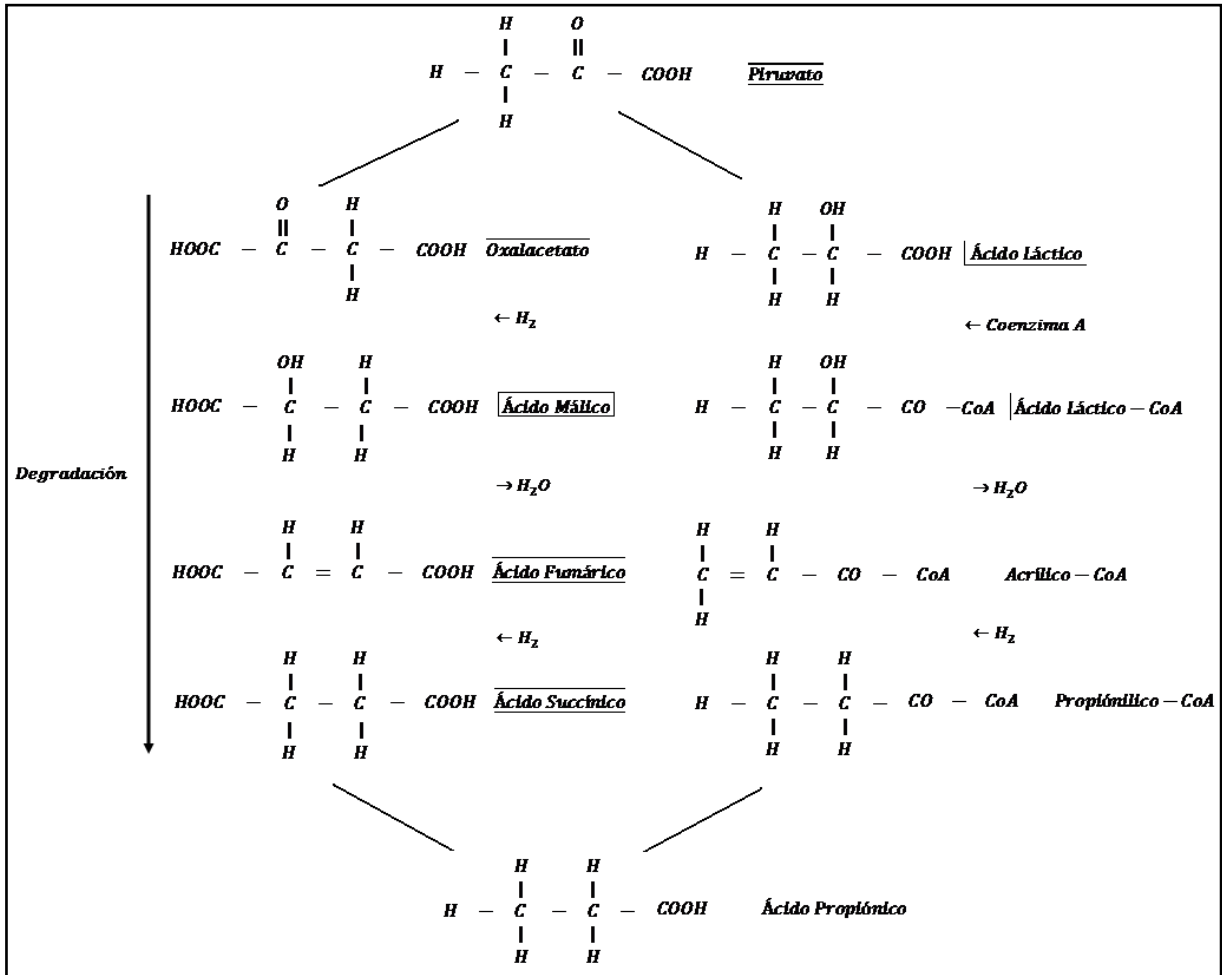 H O
H – C – C – COOH Piruvato
H
O H
HOOC – C – C – COOH Oxalacetato
H
H OH
H – C – C – COOH Ácido Láctico
H H
← H₂
← Coenzima A
OH H
HOOC – C – C – COOH Ácido Málico
H H
H OH
H – C – C – CO – CoA Ácido Láctico – CoA
H H
Degradación
→ H₂O
→ H₂O
H H
HOOC – C = C – COOH Ácido Fumárico
H H
C = C – CO – CoA Acrílico – CoA
H
← H₂
← H₂
H H
HOOC – C – C – COOH Ácido Succínico
H H
H H
H – C – C – CO – CoA Propiónilico – CoA
H H
H H
H – C – C – COOH Ácido Propiónico
H H